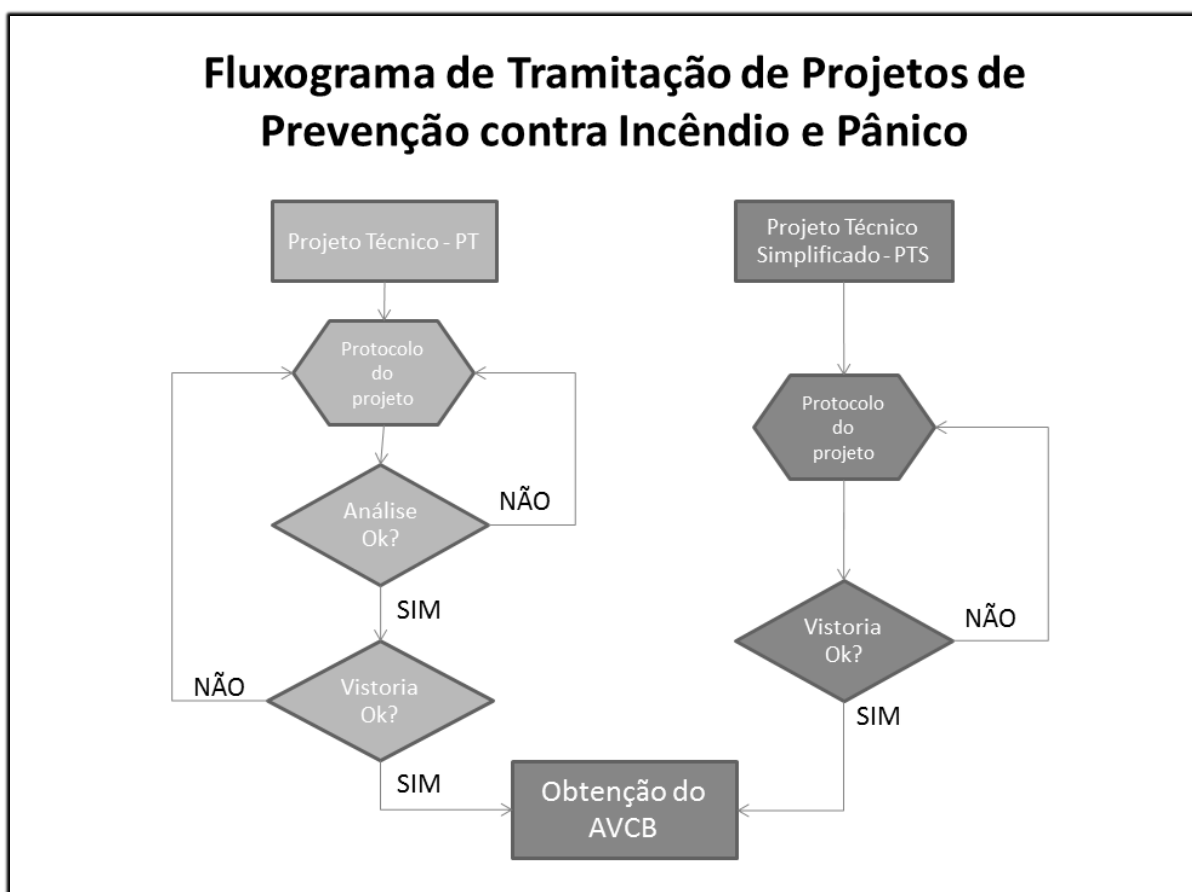 Fluxograma de Tramitação de Projetos de
Prevenção contra Incêndio e Pânico
Projeto Técnico - PT
Protocolo
do
projeto
Análise
Ok?
NÃO
SIM
Vistoria
Ok?
NÃO
SIM
Projeto Técnico
Simplificado - PTS
Protocolo
do
projeto
Vistoria
Ok?
NÃO
SIM
Obtenção do
AVCB